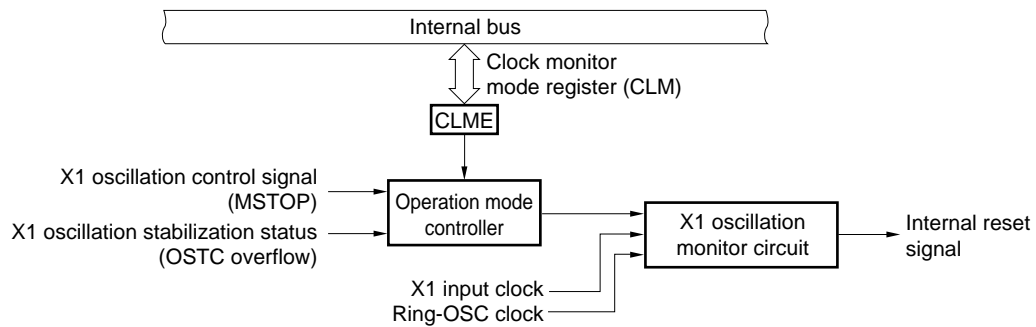 Internal bus
Clock monitor
mode register (CLM)
CLME
X1 oscillation control signal
(MSTOP)
X1 oscillation stabilization status
(OSTC overflow)
Operation mode
controller
X1 oscillation
monitor circuit
Internal reset
signal
X1 input clock
Ring-OSC clock